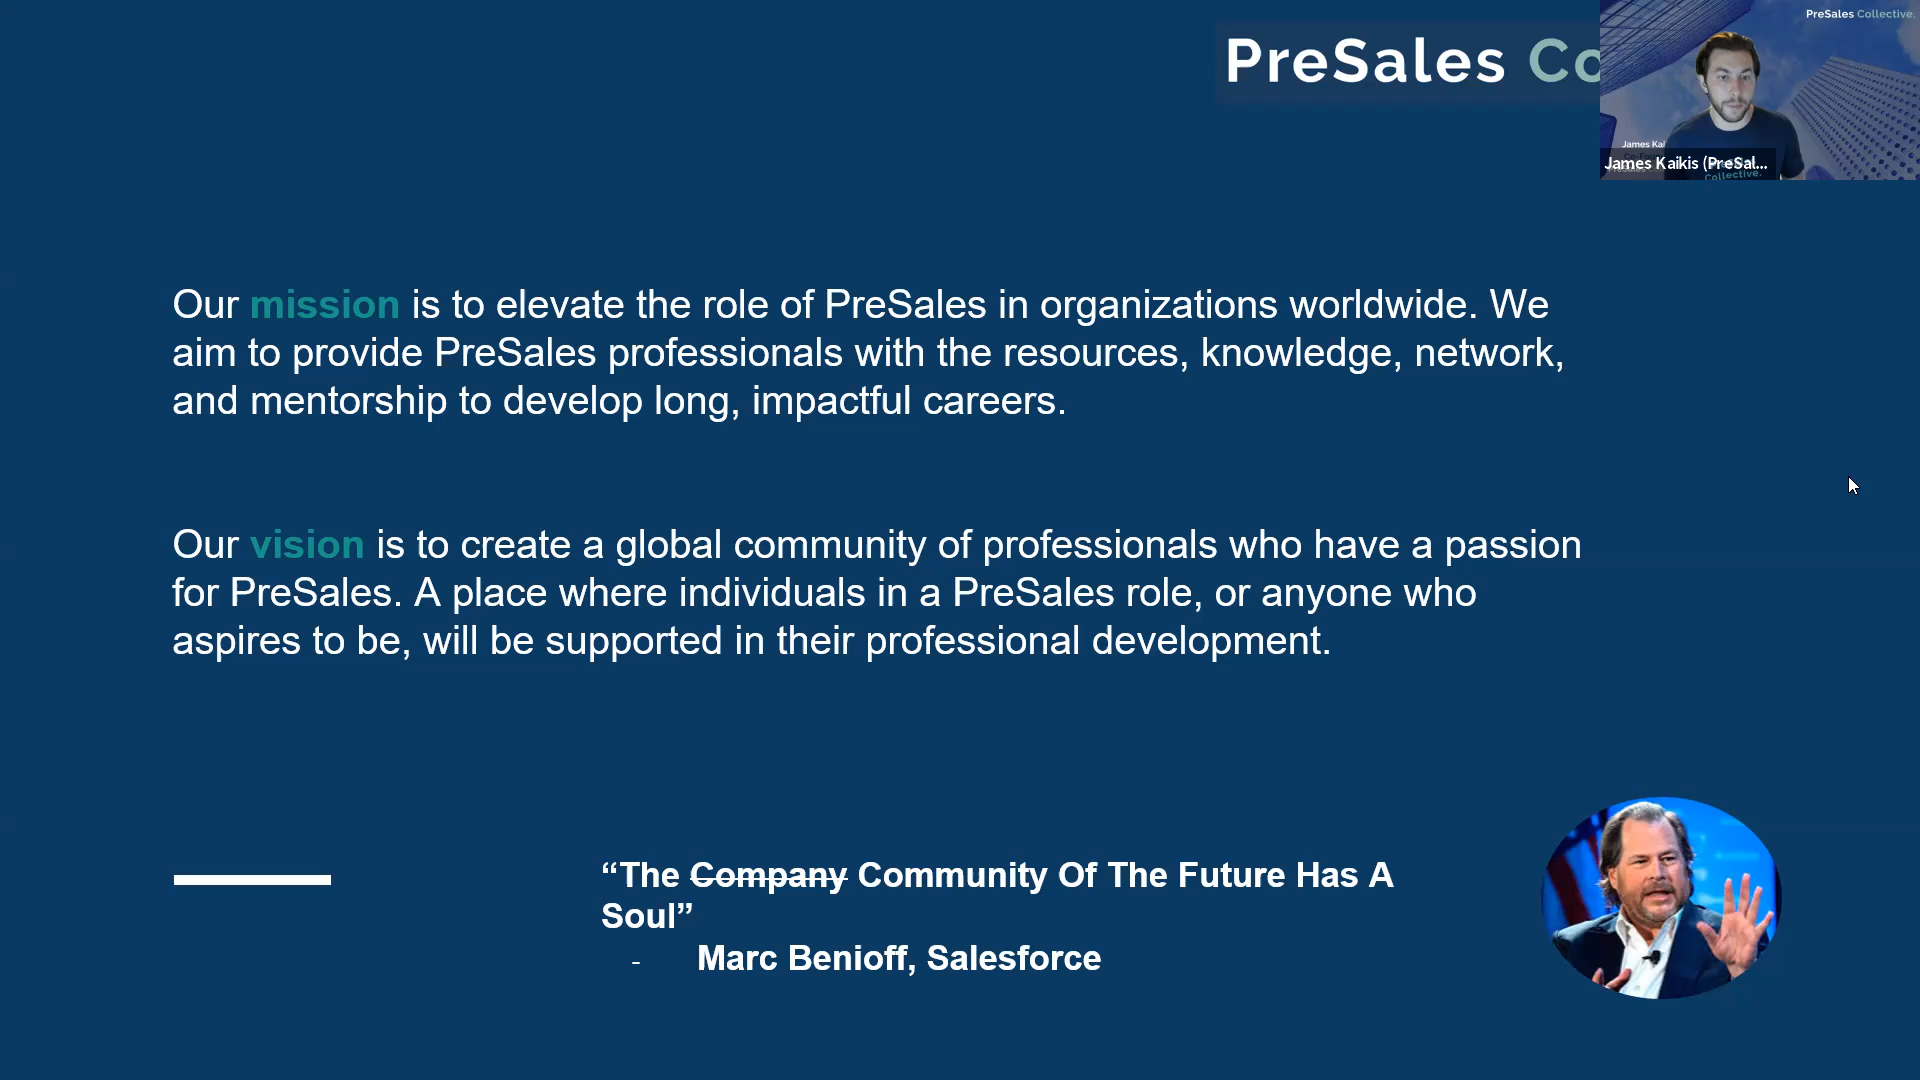 PreSales Collective.
PreSales Co
James Kai
James Kaikis (PreSal...
Collective.
Our mission is to elevate the role of PreSales in organizations worldwide. We
aim to provide PreSales professionals with the resources, knowledge, network,
and mentorship to develop long, impactful careers.
Our vision is to create a global community of professionals who have a passion
for PreSales. A place where individuals in a PreSales role, or anyone who
aspires to be, will be supported in their professional development.
“The Company Community Of The Future Has A
Soul”
- Marc Benioff, Salesforce